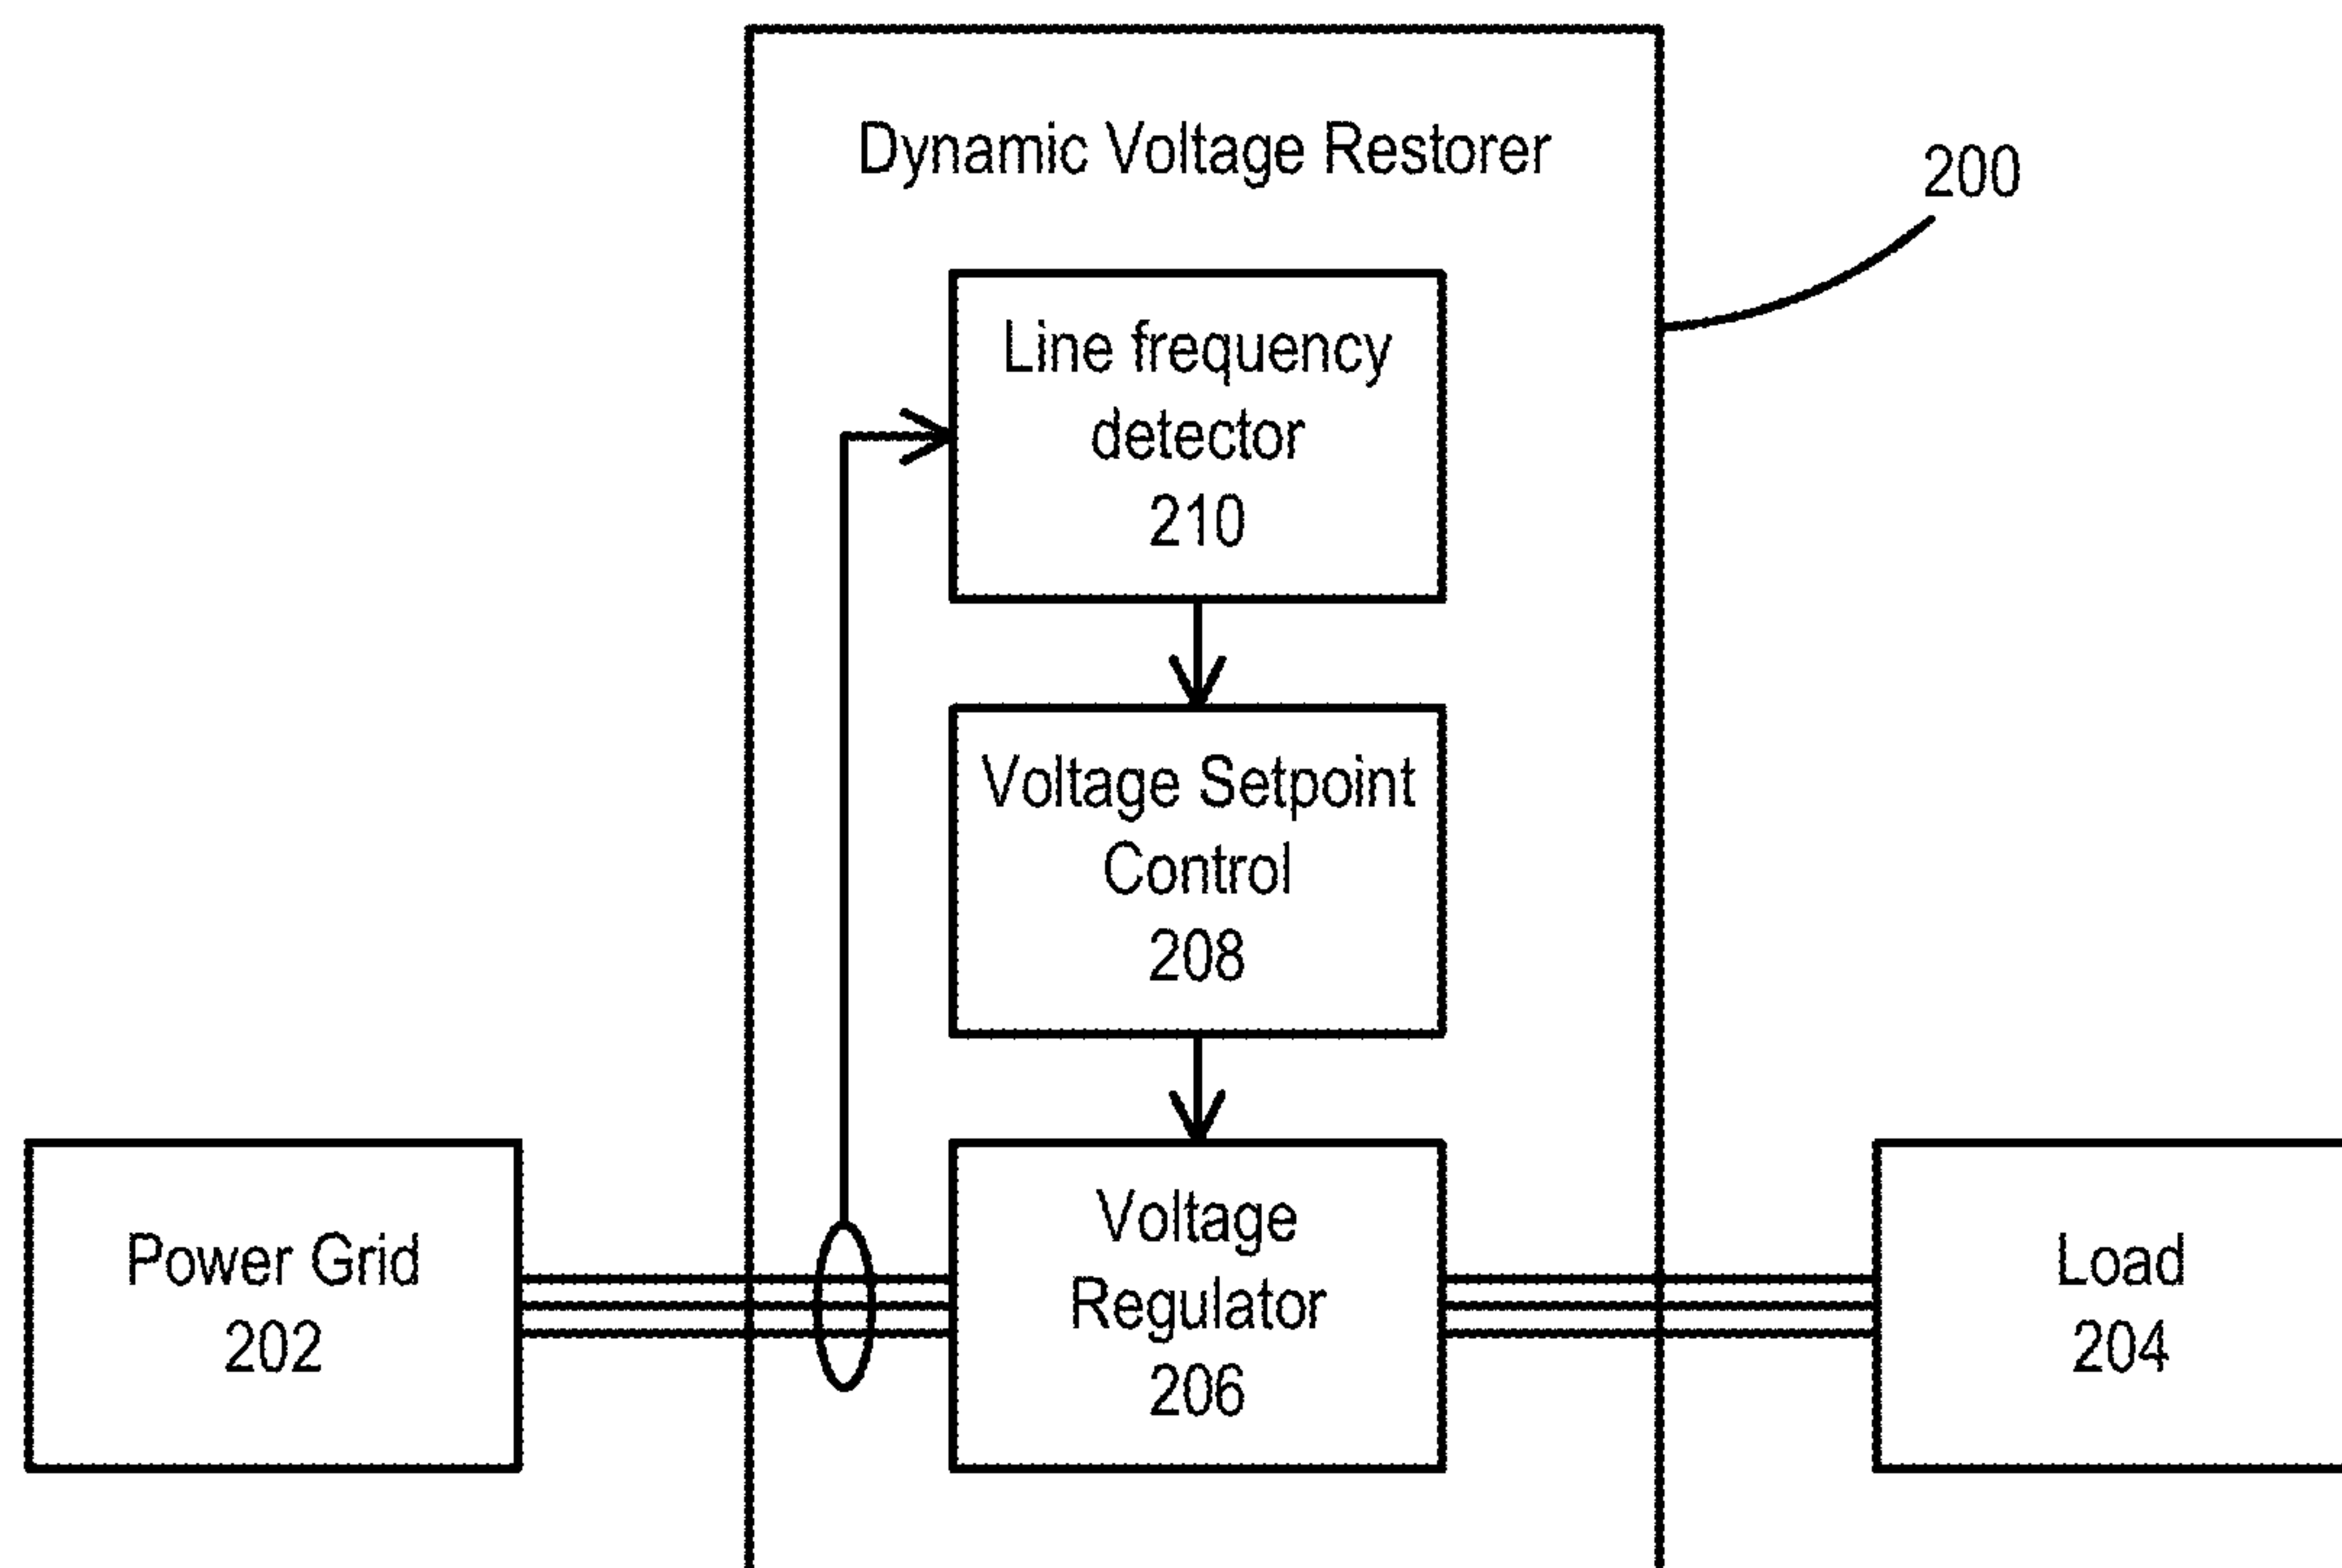 Dynamic Voltage Restorer
200
Line frequency
detector
210
Voltage Setpoint
Control
208
Power Grid
202
Voltage
Regulator
206
Load
204